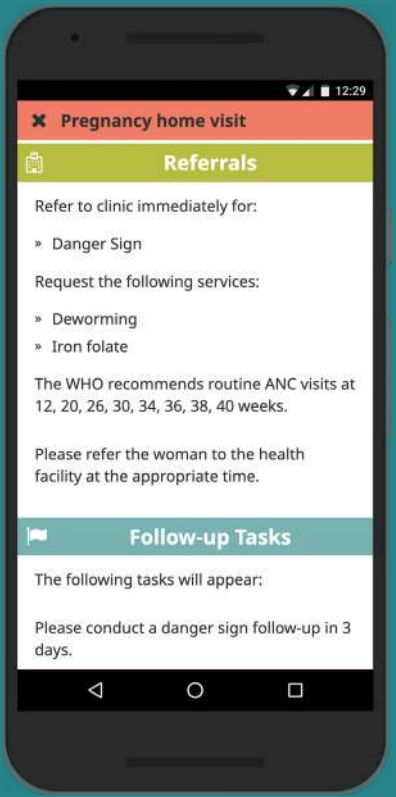 12:29
✖ Pregnancy home visit
Referrals
Refer to clinic immediately for:
» Danger Sign
Request the following services:
» Deworming
» Iron folate
The WHO recommends routine ANC visits at
12, 20, 26, 30, 34, 36, 38, 40 weeks.
Please refer the woman to the health
facility at the appropriate time.
Follow-up Tasks
The following tasks will appear:
Please conduct a danger sign follow-up in 3
days.